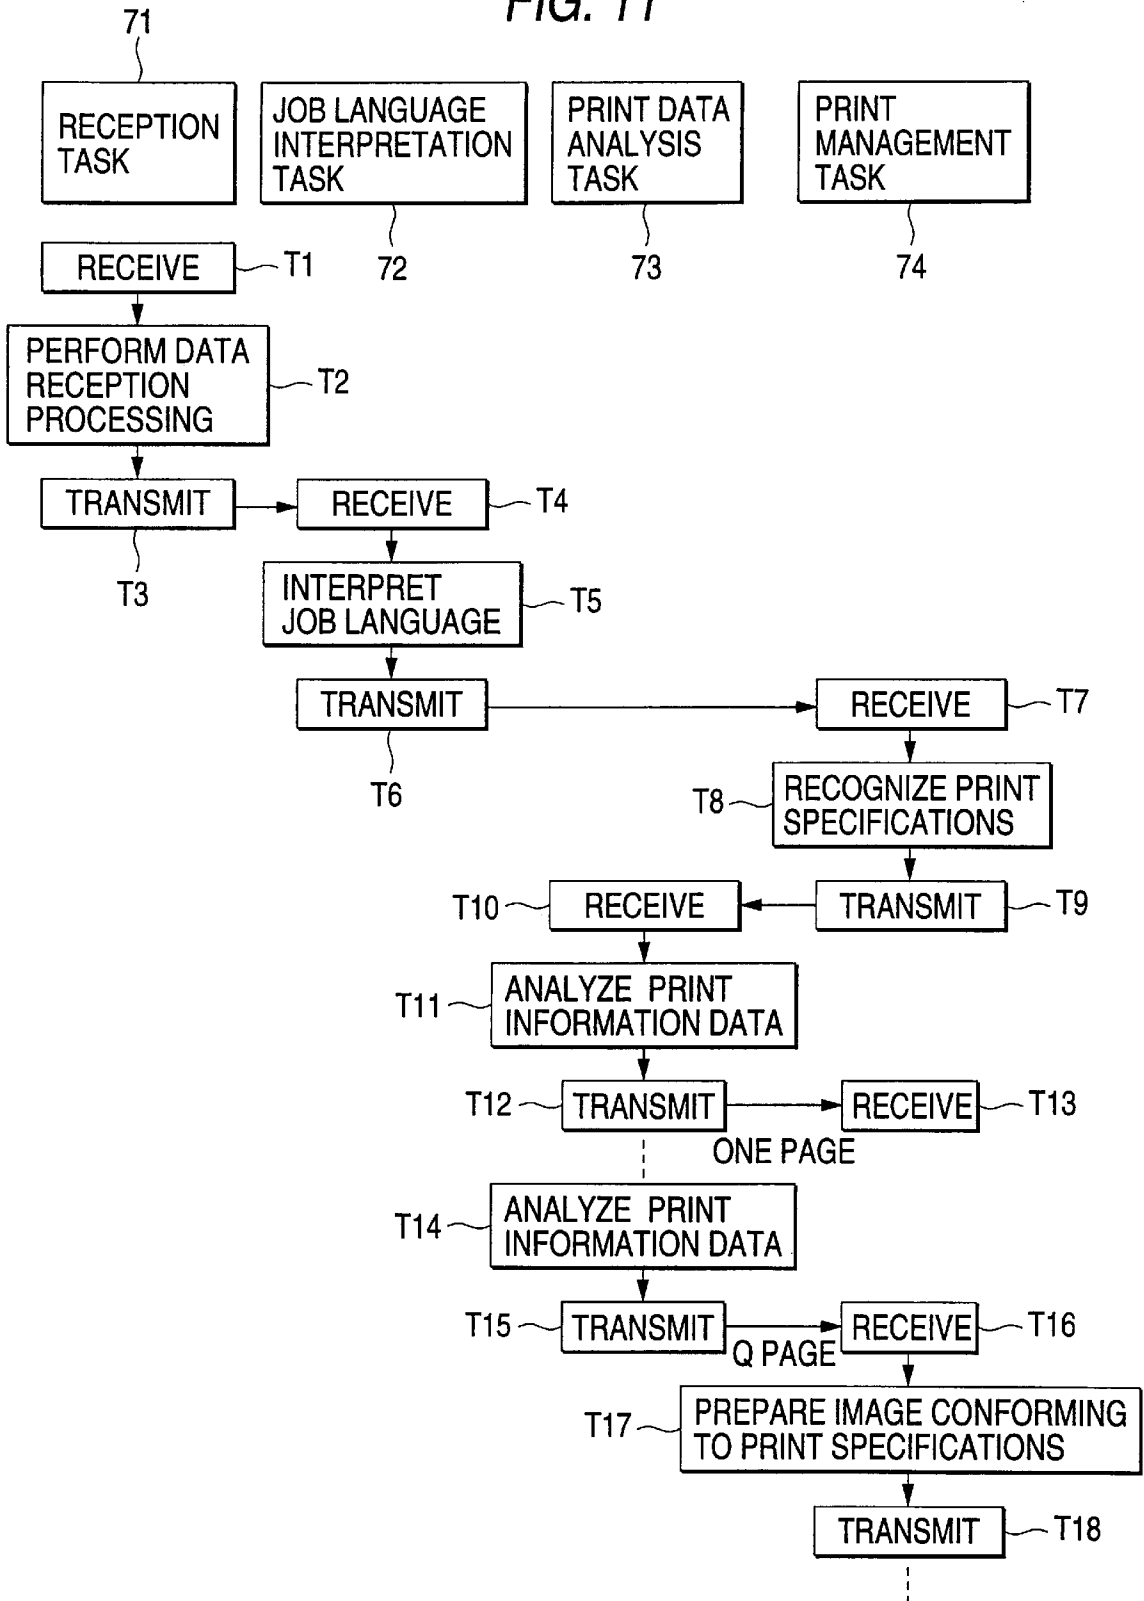 FIG. 11
71
RECEPTION
TASK
JOB LANGUAGE
INTERPRETATION
TASK
PRINT DATA
ANALYSIS
TASK
PRINT
MANAGEMENT
TASK
72
73
74
RECEIVE
T1
PERFORM DATA
RECEPTION
PROCESSING
T2
TRANSMIT
T3
RECEIVE
T4
INTERPRET
JOB LANGUAGE
T5
TRANSMIT
T6
RECEIVE
T7
T8
RECOGNIZE PRINT
SPECIFICATIONS
T10
RECEIVE
TRANSMIT
T9
T11
ANALYZE PRINT
INFORMATION DATA
T12
TRANSMIT
RECEIVE
T13
ONE PAGE
T14
ANALYZE PRINT
INFORMATION DATA
T15
TRANSMIT
RECEIVE
T16
Q PAGE
T17
PREPARE IMAGE CONFORMING
TO PRINT SPECIFICATIONS
TRANSMIT
T18